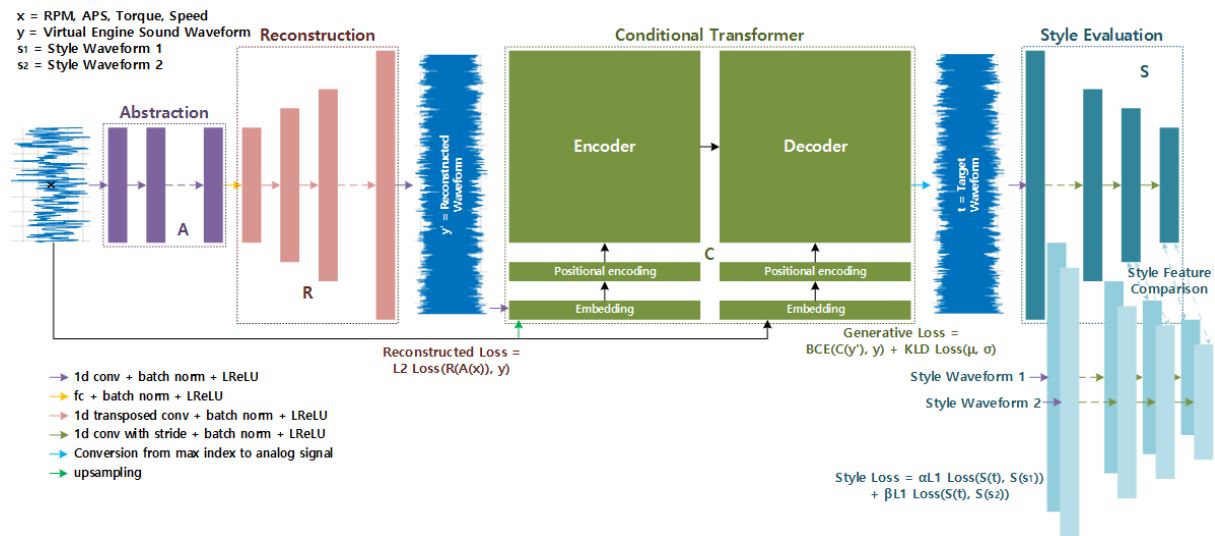 x = RPM, APS, Torque, Speed
y = Virtual Engine Sound Waveform
s1 = Style Waveform 1
s2 = Style Waveform 2
Reconstruction
Conditional Transformer
Style Evaluation
Abstraction
S
x
A
R
y' = Reconstructed
Waveform
Encoder
Decoder
t = Target
Waveform
C
Positional encoding
Positional encoding
Embedding
Embedding
Style Feature
Comparison
Reconstructed Loss =
L2 Loss(R(A(x)), y)
Generative Loss =
BCE(C(y'), y) + KLD Loss(μ, σ)
Style Waveform 1
Style Waveform 2
1d conv + batch norm + LReLU
fc + batch norm + LReLU
1d transposed conv + batch norm + LReLU
1d conv with stride + batch norm + LReLU
Conversion from max index to analog signal
upsampling
Style Loss = αL1 Loss(S(t), S(s1))
+ βL1 Loss(S(t), S(s2))